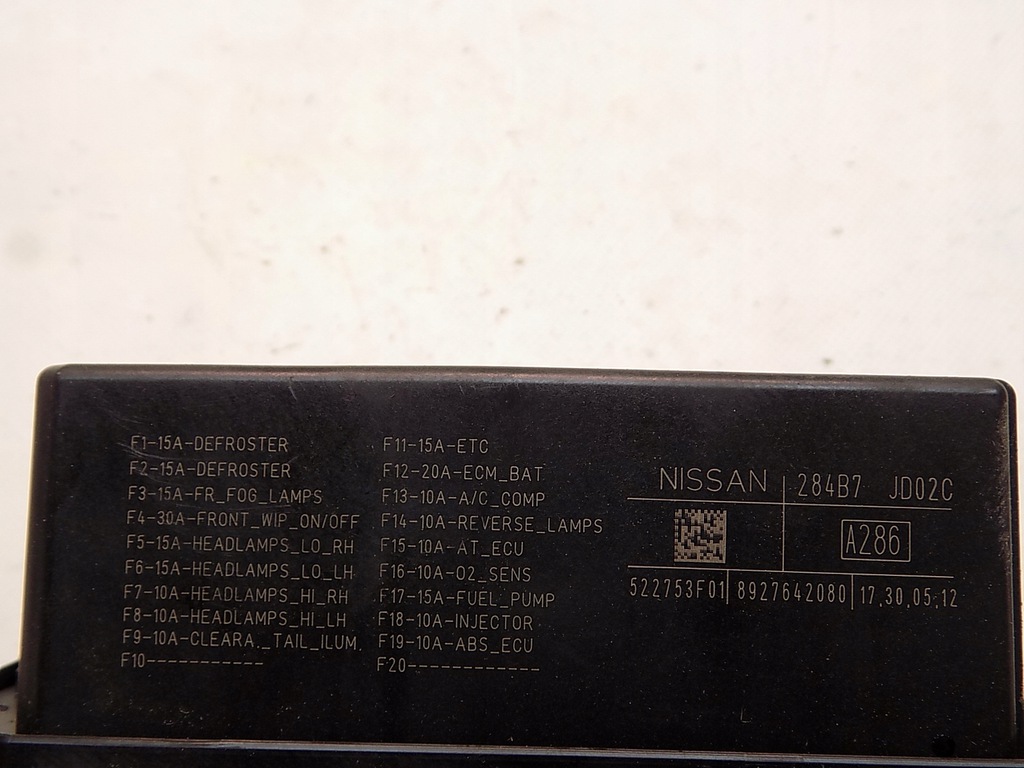 F1-15A-DEFROSTER
F2-15A-DEFROSTER
F3-15A-FR_FOG_LAMPS
F4-30A-FRONT_WIP_ON/OFF
F5-15A-HEADLAMPS_LO_RH
F6-15A-HEADLAMPS_LO_LH
F7-10A-HEADLAMPS_HI_RH
F8-10A-HEADLAMPS_HI_LH
F9-10A-CLEARA._TAIL_ILUM.
F10-----------
F11-15A-ETC
F12-20A-ECM_BAT
F13-10A-A/C_COMP
F14-10A-REVERSE_LAMPS
F15-10A-AT_ECU
F16-10A-O2_SENS
F17-15A-FUEL_PUMP
F18-10A-INJECTOR
F19-10A-ABS_ECU
F20------------
NISSAN 284B7 JD02C
A286
522753F01 8927642080 17,30,05;12